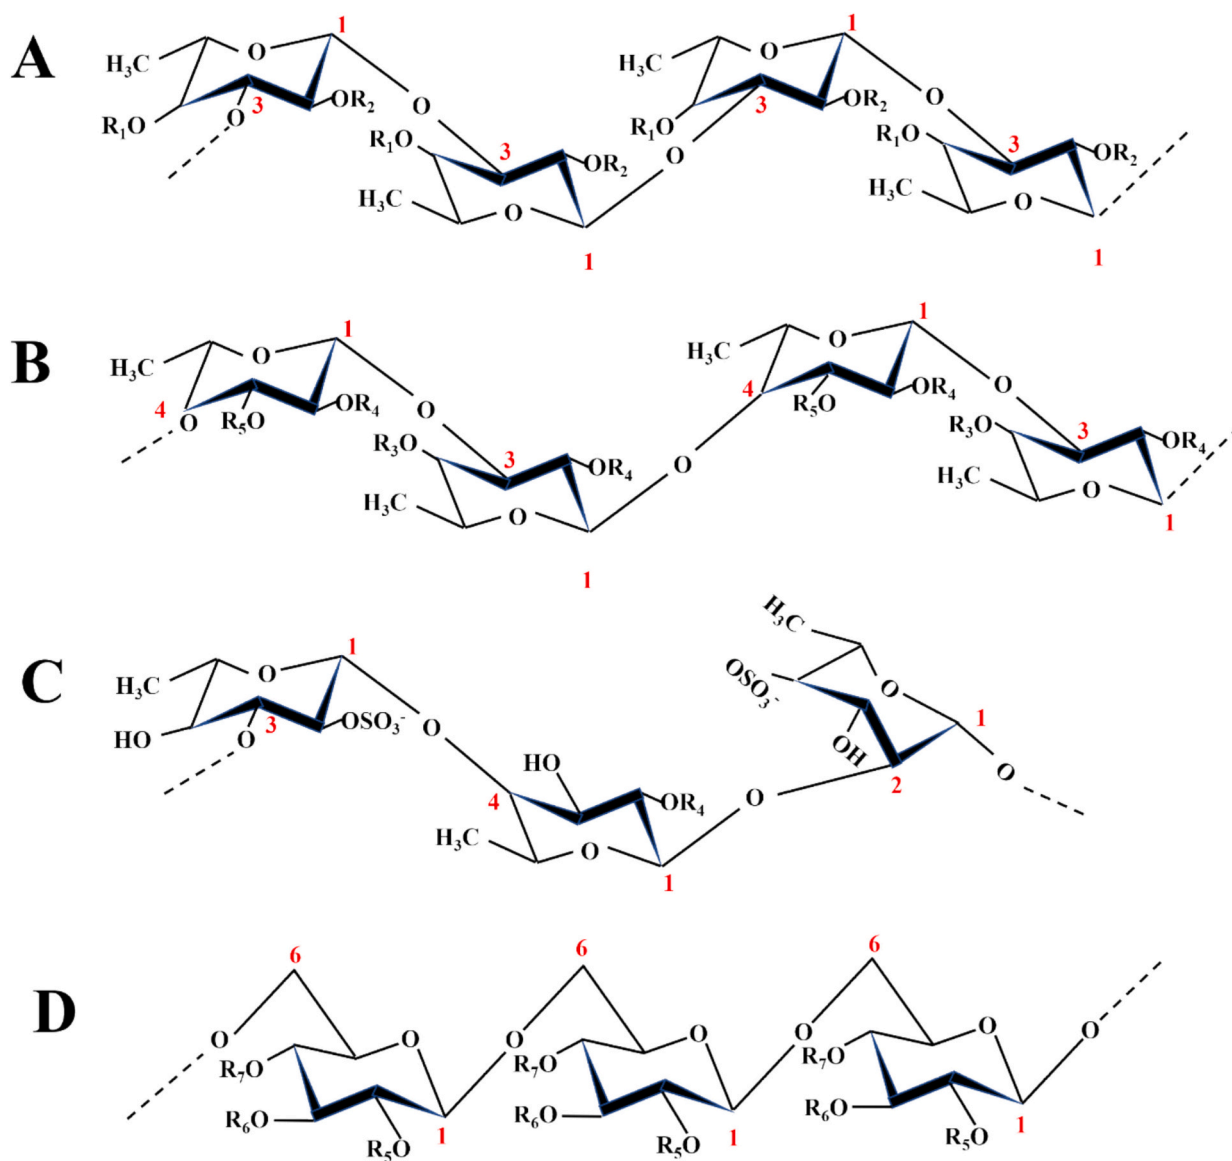 A
1 1
H₃C O H₃C O
3 O OR₂ O 3 OR₂ O
R₁O R₁O R₁O R₁O
3 OR₂ O 3 OR₂
H₃C O H₃C O
1 1
B
1 1
H₃C O H₃C O
4 O R₅O OR₄ O 4 R₅O OR₄ O
R₃O 3 OR₄ O R₃O 3 OR₄
H₃C O H₃C O
1 1
C
H₃C
1 OSO₃⁻ O
H₃C O 1
HO 3 O OSO₃⁻ O OH 2 O
HO
4 OR₄ O
H₃C O
1
D
6 6 6
O O O O O O O
R₇O R₇O R₇O
R₆O R₆O R₆O
R₅O 1 R₅O 1 R₅O 1